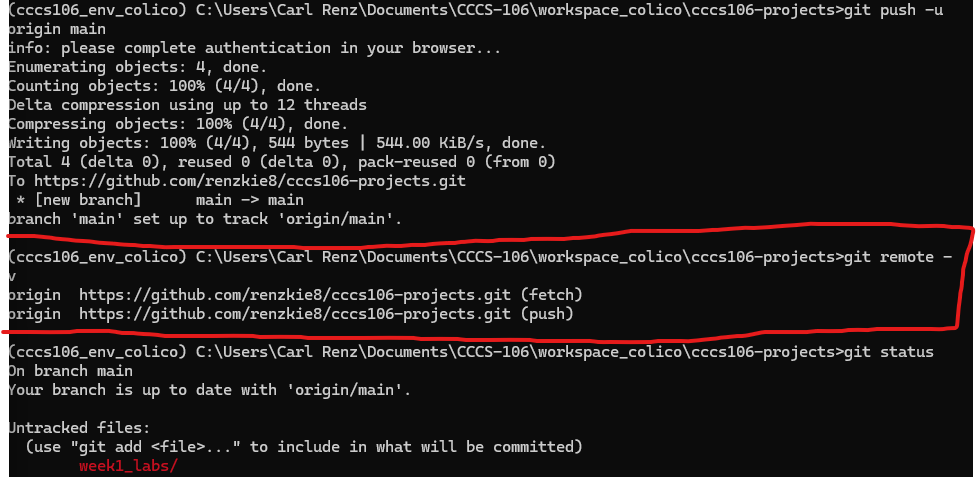 (cccs106_env_colico) C:\Users\Carl Renz\Documents\CCCS-106\workspace_colico\cccs106-projects>git push -u
origin main
info: please complete authentication in your browser...
Enumerating objects: 4, done.
Counting objects: 100% (4/4), done.
Delta compression using up to 12 threads
Compressing objects: 100% (4/4), done.
Writing objects: 100% (4/4), 544 bytes | 544.00 KiB/s, done.
Total 4 (delta 0), reused 0 (delta 0), pack-reused 0 (from 0)
To https://github.com/renzkie8/cccs106-projects.git
 * [new branch]      main -> main
branch 'main' set up to track 'origin/main'.
(cccs106_env_colico) C:\Users\Carl Renz\Documents\CCCS-106\workspace_colico\cccs106-projects>git remote -
v
origin  https://github.com/renzkie8/cccs106-projects.git (fetch)
origin  https://github.com/renzkie8/cccs106-projects.git (push)
(cccs106_env_colico) C:\Users\Carl Renz\Documents\CCCS-106\workspace_colico\cccs106-projects>git status
On branch main
Your branch is up to date with 'origin/main'.
Untracked files:
  (use "git add <file>..." to include in what will be committed)
        week1_labs/